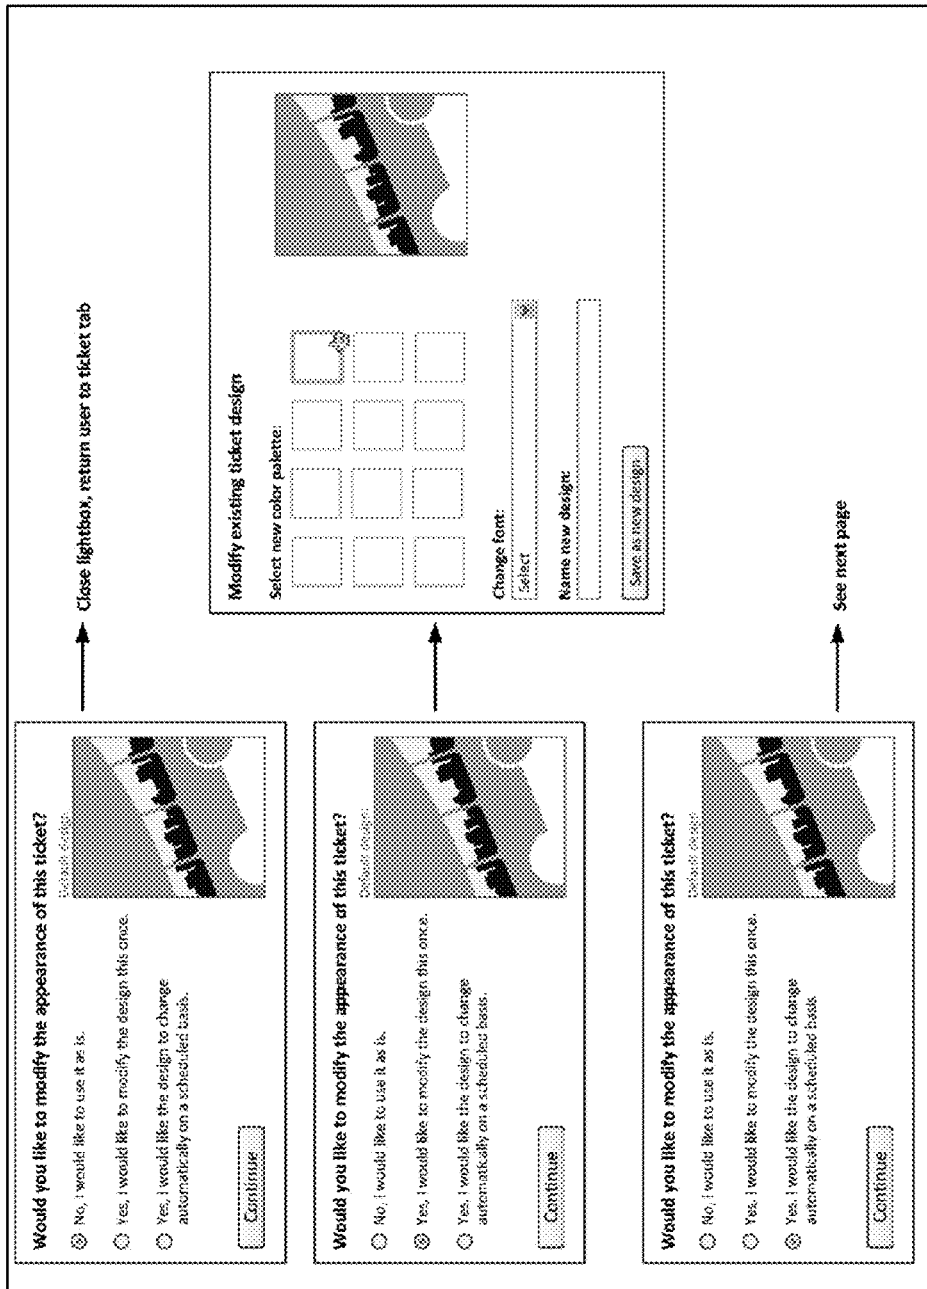 Would you like to modify the appearance of this ticket?
Default design
No, I would like to use it as is.
Yes, I would like to modify the design this once.
Yes, I would like the design to change
automatically on a scheduled basis.
Continue
Close lightbox, return user to ticket tab
Would you like to modify the appearance of this ticket?
Default design
No, I would like to use it as is.
Yes, I would like to modify the design this once.
Yes, I would like the design to change
automatically on a scheduled basis.
Continue
Modify existing ticket design
Select new color palette:
Change font:
Select
Name new design:
Save as new design
Would you like to modify the appearance of this ticket?
Default design
No, I would like to use it as is.
Yes, I would like to modify the design this once.
Yes, I would like the design to change
automatically on a scheduled basis
Continue
See next page